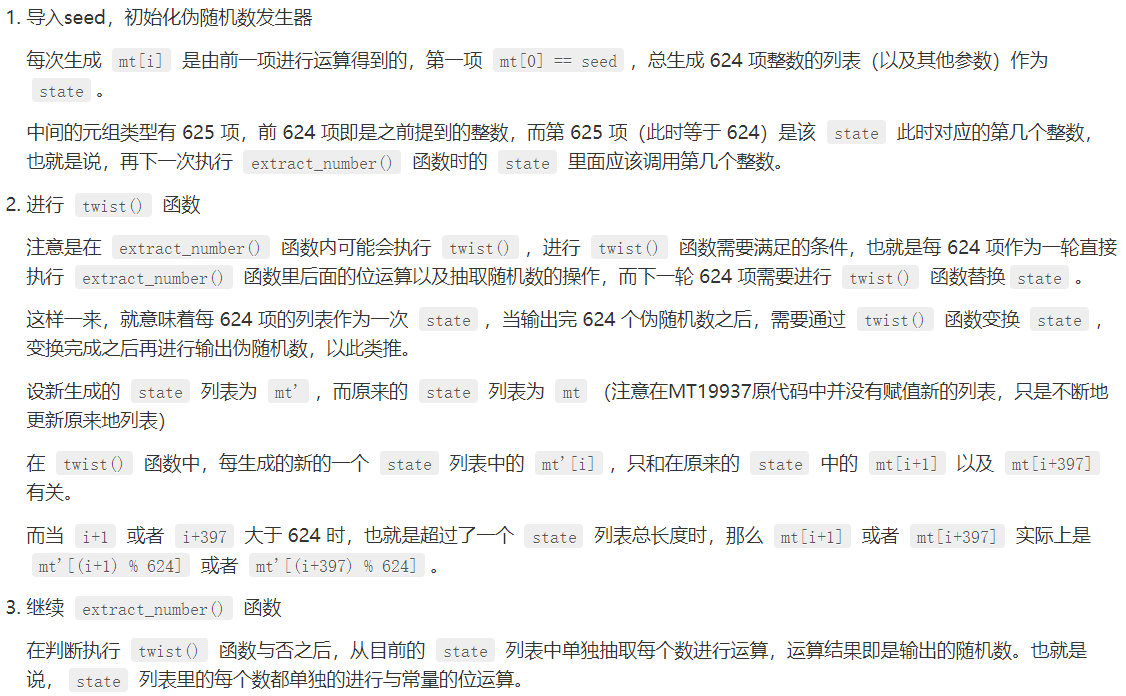 1. 导入seed，初始化伪随机数发生器
每次生成 mt[i] 是由前一项进行运算得到的，第一项 mt[0] == seed ，总生成 624 项整数的列表（以及其他参数）作为
state 。
中间的元组类型有 625 项，前 624 项即是之前提到的整数，而第 625 项（此时等于 624）是该 state 此时对应的第几个整数，
也就是说，再下一次执行 extract_number() 函数时的 state 里面应该调用第几个整数。
2. 进行 twist() 函数
注意是在 extract_number() 函数内可能会执行 twist() ，进行 twist() 函数需要满足的条件，也就是每 624 项作为一轮直接
执行 extract_number() 函数里后面的位运算以及抽取随机数的操作，而下一轮 624 项需要进行 twist() 函数替换 state 。
这样一来，就意味着每 624 项的列表作为一次 state ，当输出完 624 个伪随机数之后，需要通过 twist() 函数变换 state ，
变换完成之后再进行输出伪随机数，以此类推。
设新生成的 state 列表为 mt' ，而原来的 state 列表为 mt （注意在MT19937原代码中并没有赋值新的列表，只是不断地
更新原来地列表）
在 twist() 函数中，每生成的新的一个 state 列表中的 mt'[i] ，只和在原来的 state 中的 mt[i+1] 以及 mt[i+397]
有关。
而当 i+1 或者 i+397 大于 624 时，也就是超过了一个 state 列表总长度时，那么 mt[i+1] 或者 mt[i+397] 实际上是
mt'[(i+1) % 624] 或者 mt'[(i+397) % 624] 。
3. 继续 extract_number() 函数
在判断执行 twist() 函数与否之后，从目前的 state 列表中单独抽取每个数进行运算，运算结果即是输出的随机数。也就是
说， state 列表里的每个数都单独的进行与常量的位运算。